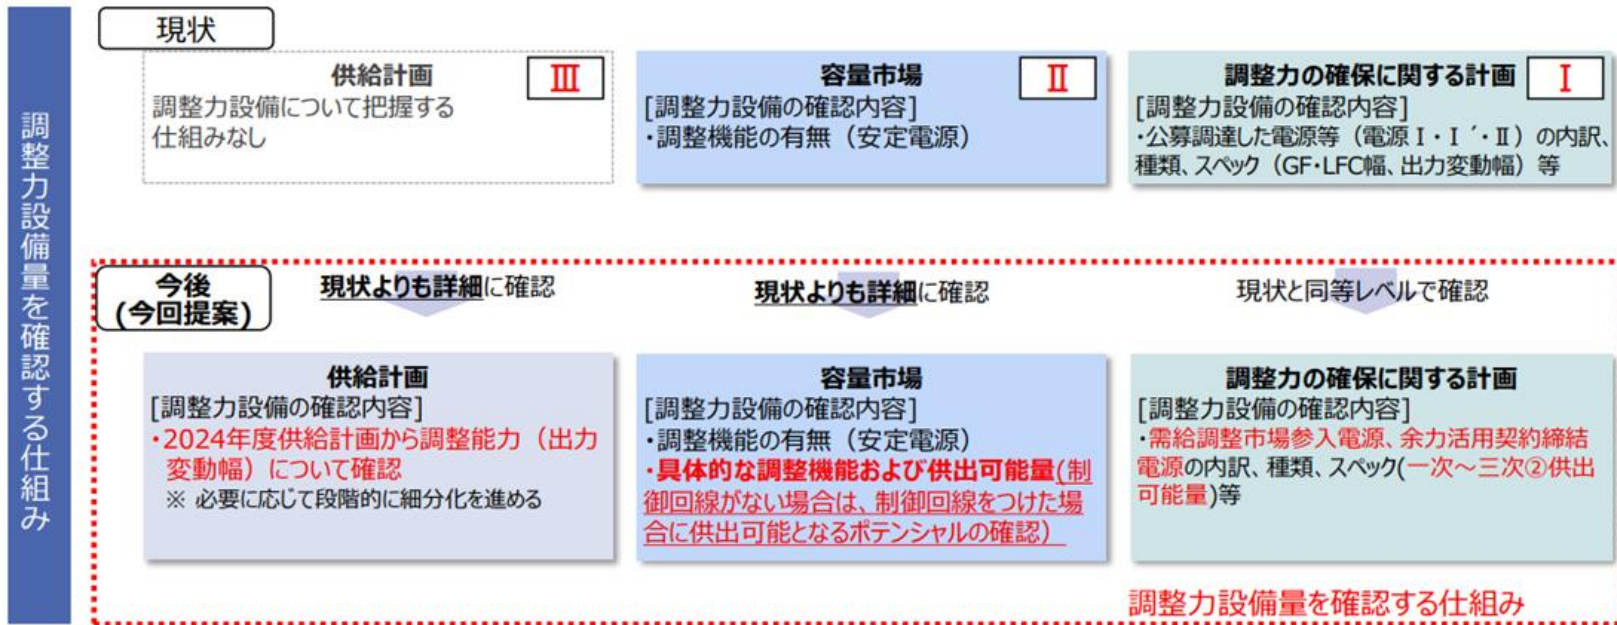 調整力設備量を確認する仕組み
現状
供給計画
Ⅲ
調整力設備について把握する
仕組みなし
容量市場
Ⅱ
[調整力設備の確認内容]
・調整機能の有無（安定電源）
調整力の確保に関する計画
Ⅰ
[調整力設備の確認内容]
・公募調達した電源等（電源Ⅰ・Ⅰ´・Ⅱ）の内訳、
種類、スペック（GF・LFC幅、出力変動幅）等
今後
(今回提案)
現状よりも詳細に確認
現状よりも詳細に確認
現状と同等レベルで確認
供給計画
[調整力設備の確認内容]
・2024年度供給計画から調整能力（出力
変動幅）について確認
※ 必要に応じて段階的に細分化を進める
容量市場
[調整力設備の確認内容]
・調整機能の有無（安定電源）
・具体的な調整機能および供出可能量(制
御回線がない場合は、制御回線をつけた場
合に供出可能となるポテンシャルの確認）
調整力の確保に関する計画
[調整力設備の確認内容]
・需給調整市場参入電源、余力活用契約締結
電源の内訳、種類、スペック(一次～三次②供出
可能量)等
調整力設備量を確認する仕組み